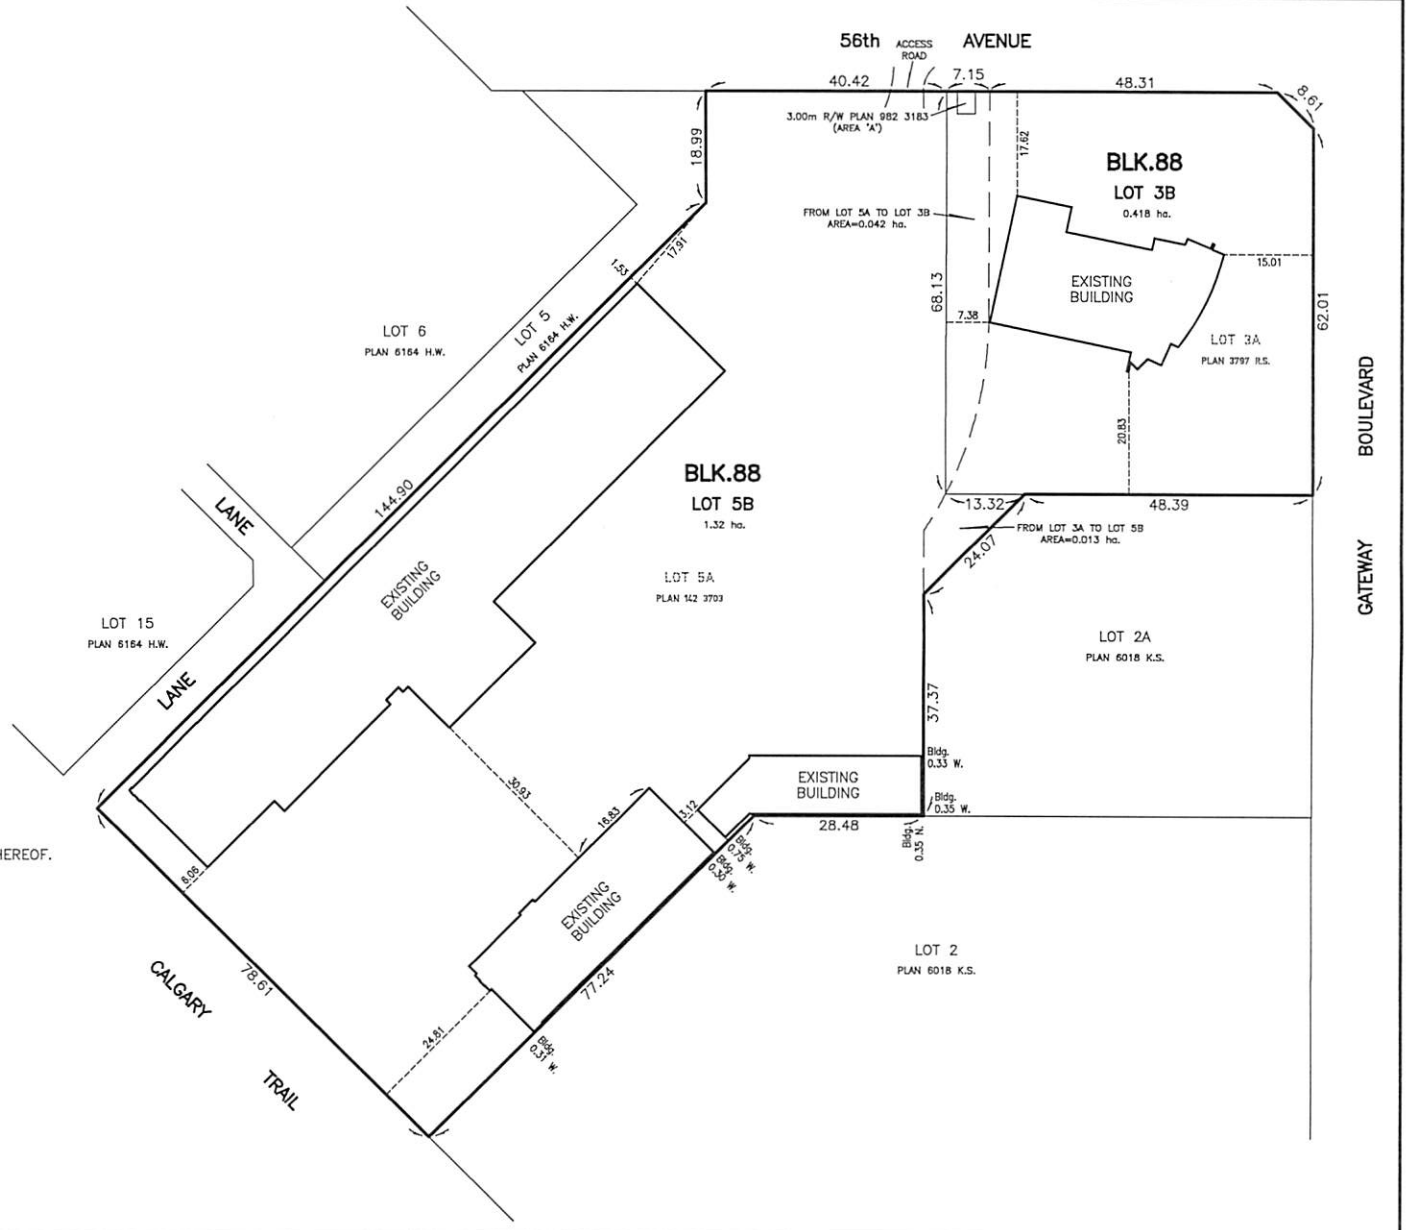 56th
ACCESS
ROAD
AVENUE
40.42
7.15
48.31
8.61
3.00m R/W PLAN 982 3183
(AREA 'A')
18.99
17.62
BLK.88
LOT 3B
0.418 ha.
FROM LOT 5A TO LOT 3B
AREA=0.042 ha.
17.91
1.53
15.01
EXISTING
BUILDING
68.13
7.38
62.01
LOT 6
PLAN 6164 H.W.
LOT 5
PLAN 6164 H.W.
LOT 3A
PLAN 3797 R.S.
BOULEVARD
20.83
BLK.88
LOT 5B
1.32 ha.
144.90
LANE
13.32
48.39
FROM LOT 3A TO LOT 5B
AREA=0.013 ha.
24.07
GATEWAY
EXISTING
BUILDING
LOT 5A
PLAN 142 3703
LOT 15
PLAN 6164 H.W.
LOT 2A
PLAN 6018 K.S.
LANE
37.37
Bldg.
0.33 W.
EXISTING
BUILDING
30.93
Bldg.
0.35 W.
16.83
3.12
28.48
Bldg.
0.35 N.
HEREOF.
Bldg.
0.75 W.
Bldg.
0.30 W.
6.06
EXISTING
BUILDING
LOT 2
PLAN 6018 K.S.
CALGARY
78.61
77.24
24.81
Bldg.
0.31 W.
TRAIL